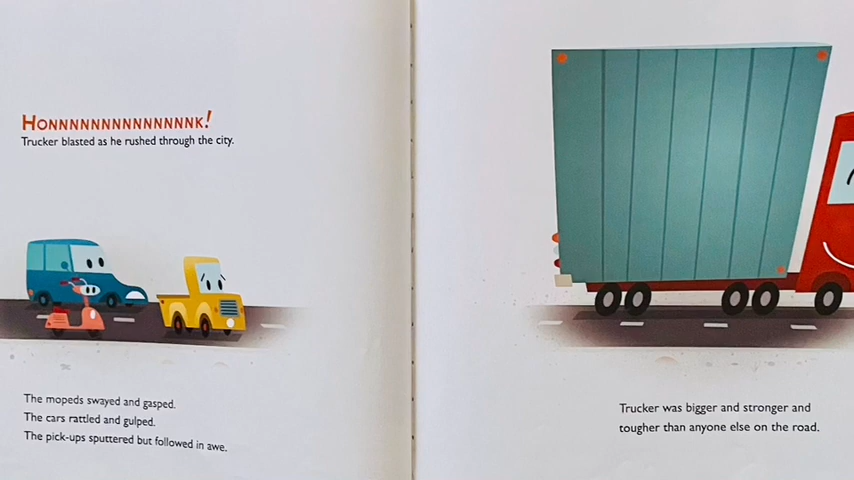 HONNNNNNNNNNNNNNK!
Trucker blasted as he rushed through the city.
The mopeds swayed and gasped.
The cars rattled and gulped.
The pick-ups sputtered but followed in awe.
Trucker was bigger and stronger and
tougher than anyone else on the road.